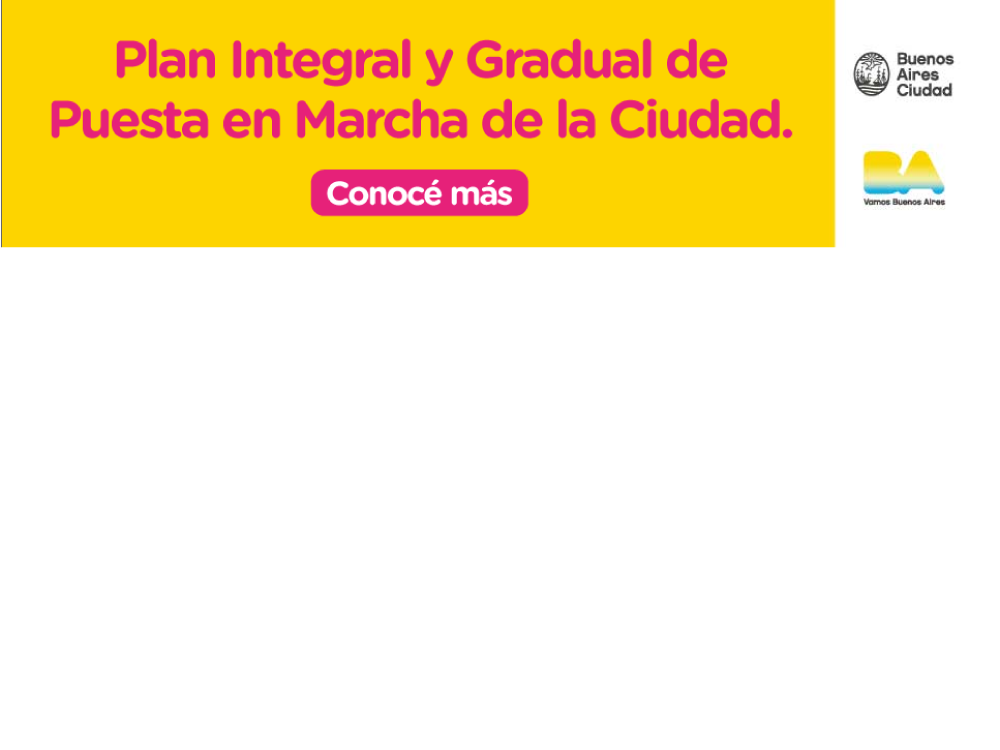 Plan Integral y Gradual de
Puesta en Marcha de la Ciudad.
Conocé más
Buenos
Aires
Ciudad
BA
Vamos Buenos Aires